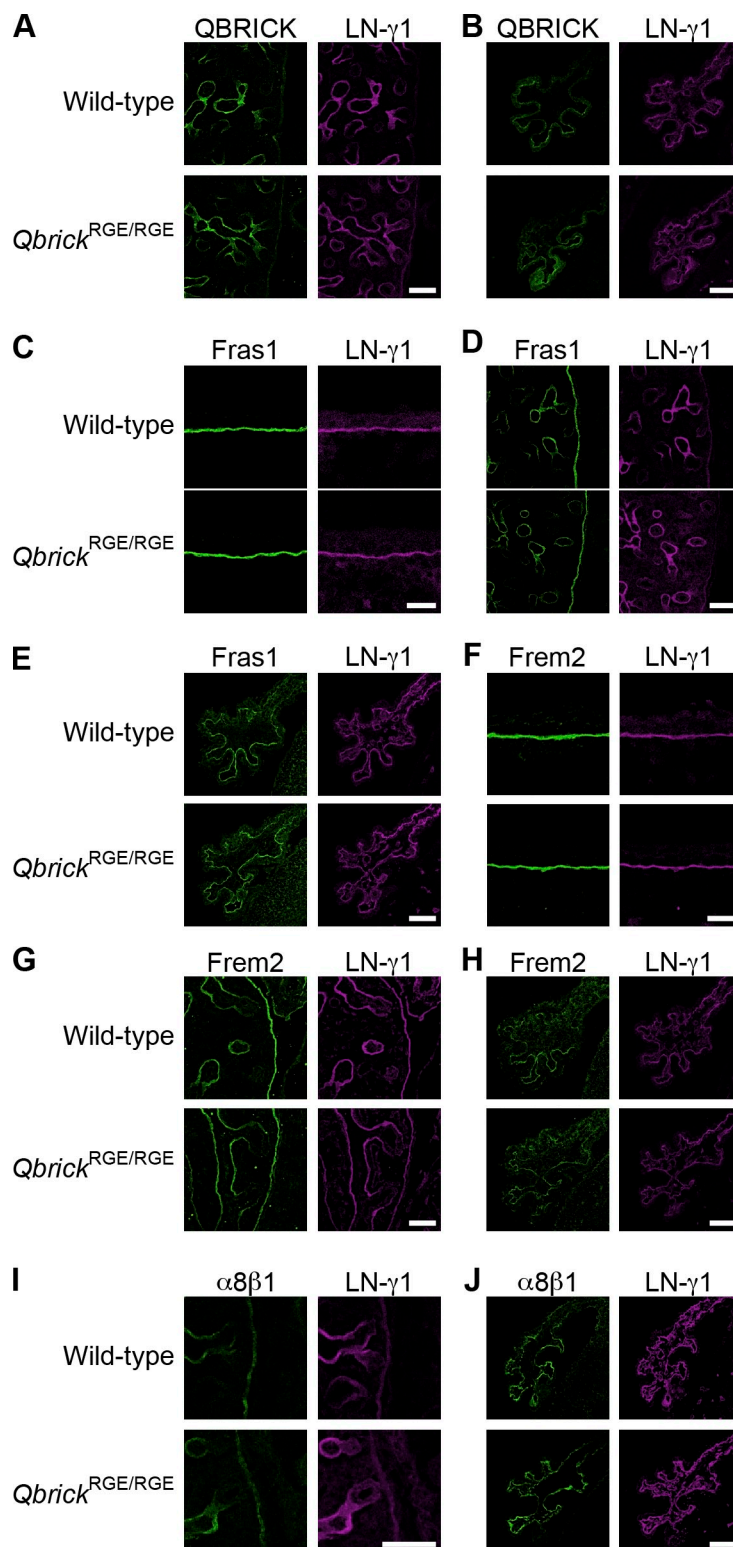 A QBRICK LN-γ1 B QBRICK LN-γ1
Wild-type
Qbrick^RGE/RGE
C Fras1 LN-γ1 D Fras1 LN-γ1
Wild-type
Qbrick^RGE/RGE
E Fras1 LN-γ1 F Frem2 LN-γ1
Wild-type
Qbrick^RGE/RGE
G Frem2 LN-γ1 H Frem2 LN-γ1
Wild-type
Qbrick^RGE/RGE
I α8β1 LN-γ1 J α8β1 LN-γ1
Wild-type
Qbrick^RGE/RGE